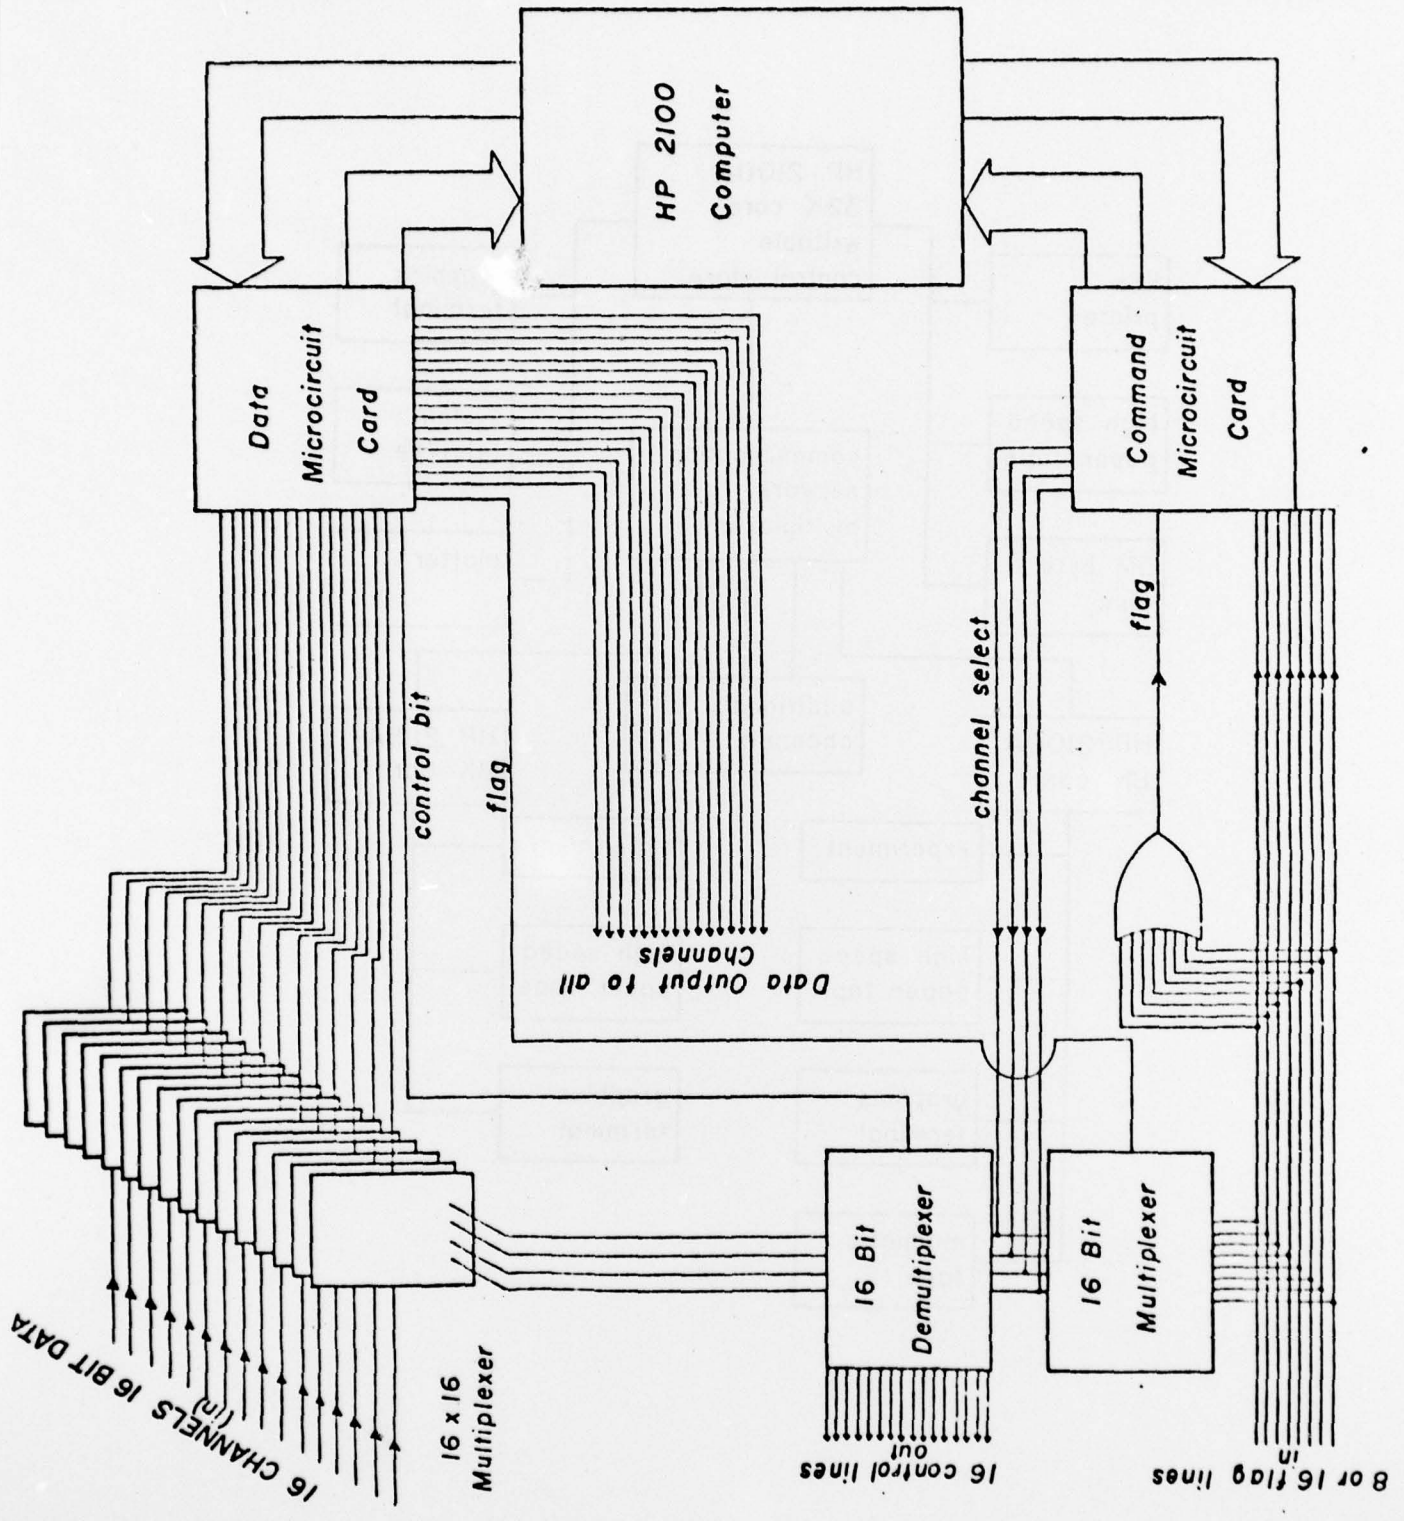 HP 2100
Computer
Data
Microcircuit
Card
Command
Microcircuit
Card
control bit
flag
channel select
flag
Data Output to all
Channels
16 CHANNELS 16 BIT DATA
(in)
16 x 16
Multiplexer
16 Bit
Demultiplexer
16 Bit
Multiplexer
16 control lines
out
8 or 16 flag lines
in